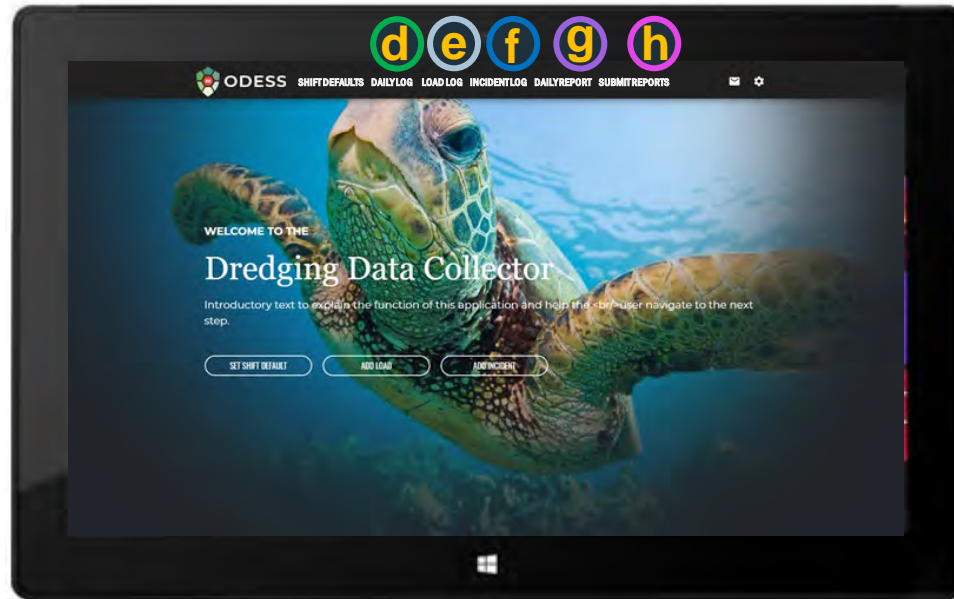 d e f g h
ODESS SHIFT DEFAULTS DAILY LOG LOAD LOG INCIDENT LOG DAILY REPORT SUBMIT REPORTS
WELCOME TO THE
Dredging Data Collector
Introductory text to explain the function of this application and help the <br/>user navigate to the next
step.
SET SHIFT DEFAULT ADD LOAD ADD INCIDENT